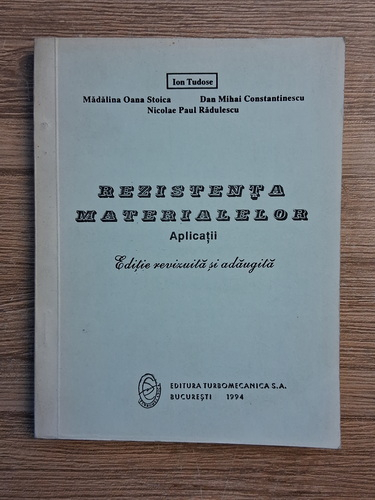 Ion Tudose
Mădălina Oana Stoica Dan Mihai Constantinescu
Nicolae Paul Rădulescu
REZISTENȚA
MATERIALELOR
Aplicații
Ediție revizuită și adăugită
EDITURA TURBOMECANICA S.A.
BUCUREȘTI 1994